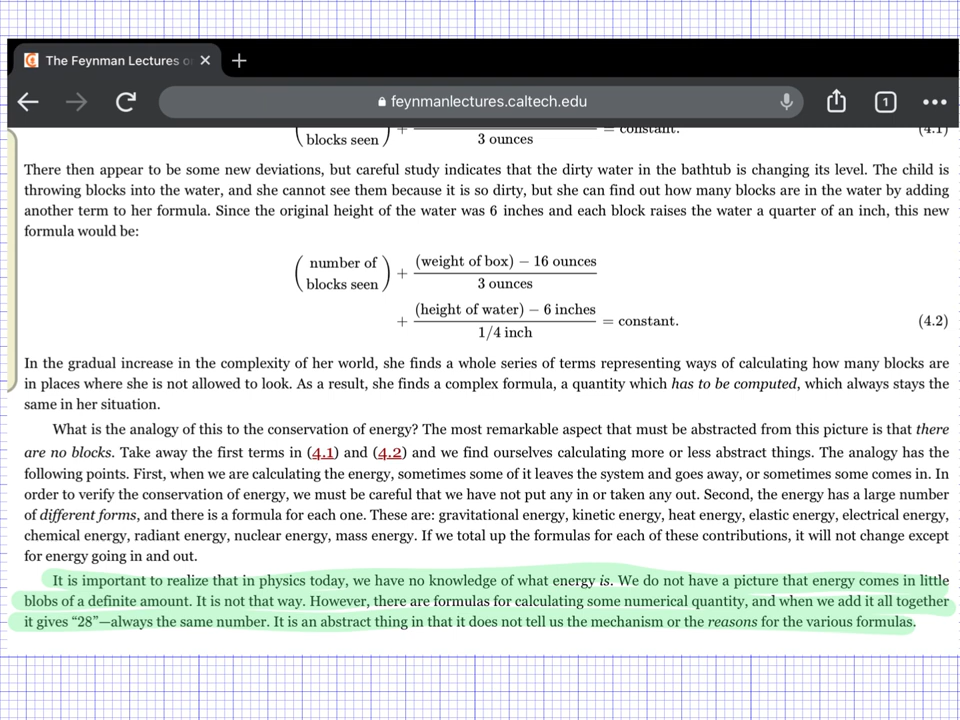 The Feynman Lectures o
feynmanlectures.caltech.edu
1
blocks seen + 3 ounces = constant. (4.1)
There then appear to be some new deviations, but careful study indicates that the dirty water in the bathtub is changing its level. The child is
throwing blocks into the water, and she cannot see them because it is so dirty, but she can find out how many blocks are in the water by adding
another term to her formula. Since the original height of the water was 6 inches and each block raises the water a quarter of an inch, this new
formula would be:
( number of blocks seen ) + (weight of box) − 16 ounces / 3 ounces
+ (height of water) − 6 inches / 1/4 inch = constant. (4.2)
In the gradual increase in the complexity of her world, she finds a whole series of terms representing ways of calculating how many blocks are
in places where she is not allowed to look. As a result, she finds a complex formula, a quantity which has to be computed, which always stays the
same in her situation.
What is the analogy of this to the conservation of energy? The most remarkable aspect that must be abstracted from this picture is that there
are no blocks. Take away the first terms in (4.1) and (4.2) and we find ourselves calculating more or less abstract things. The analogy has the
following points. First, when we are calculating the energy, sometimes some of it leaves the system and goes away, or sometimes some comes in. In
order to verify the conservation of energy, we must be careful that we have not put any in or taken any out. Second, the energy has a large number
of different forms, and there is a formula for each one. These are: gravitational energy, kinetic energy, heat energy, elastic energy, electrical energy,
chemical energy, radiant energy, nuclear energy, mass energy. If we total up the formulas for each of these contributions, it will not change except
for energy going in and out.
It is important to realize that in physics today, we have no knowledge of what energy is. We do not have a picture that energy comes in little
blobs of a definite amount. It is not that way. However, there are formulas for calculating some numerical quantity, and when we add it all together
it gives “28”—always the same number. It is an abstract thing in that it does not tell us the mechanism or the reasons for the various formulas.